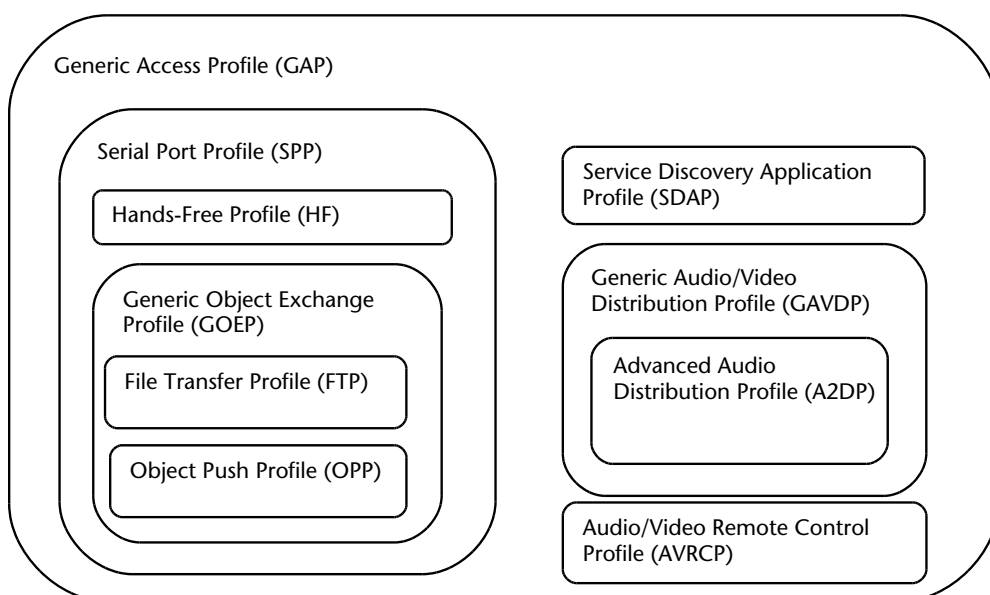 Generic Access Profile (GAP)
Serial Port Profile (SPP)
Hands-Free Profile (HF)
Generic Object Exchange
Profile (GOEP)
File Transfer Profile (FTP)
Object Push Profile (OPP)
Service Discovery Application
Profile (SDAP)
Generic Audio/Video
Distribution Profile (GAVDP)
Advanced Audio
Distribution Profile (A2DP)
Audio/Video Remote Control
Profile (AVRCP)